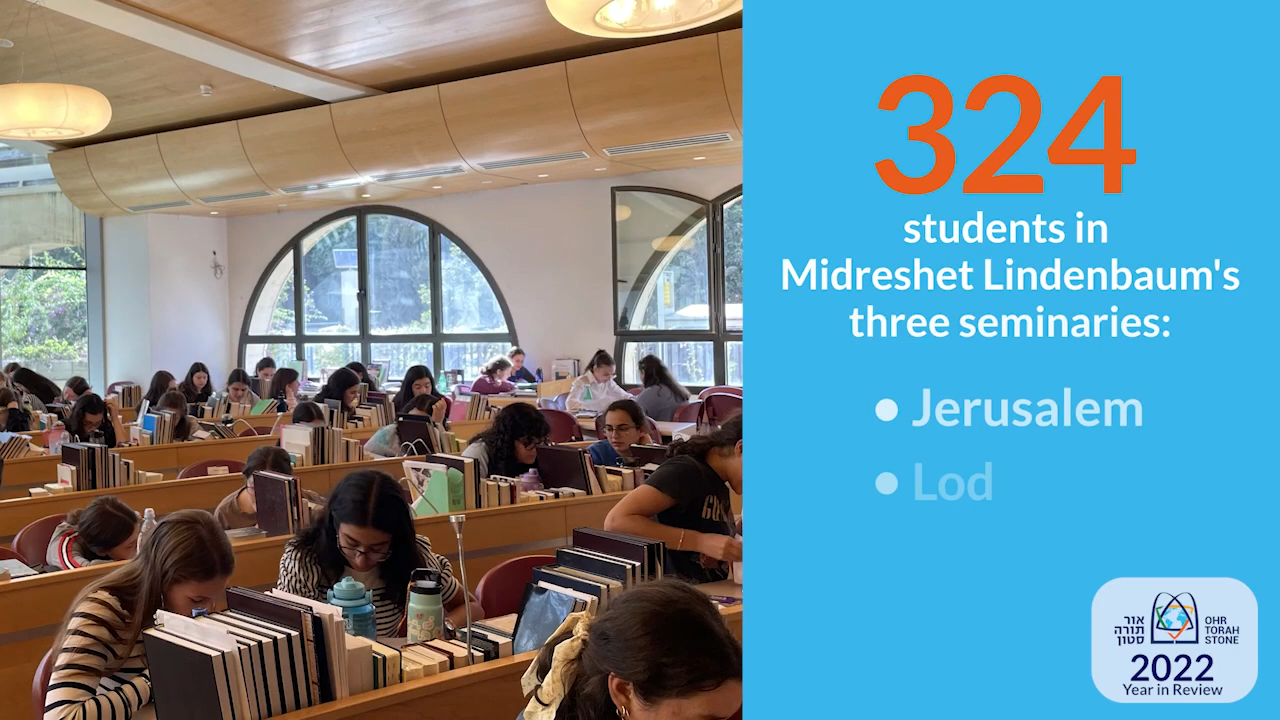 324
students in
Midreshet Lindenbaum's
three seminaries:
• Jerusalem
• Lod
אור
תורה
סטון
OHR
TORAH
STONE
2022
Year in Review